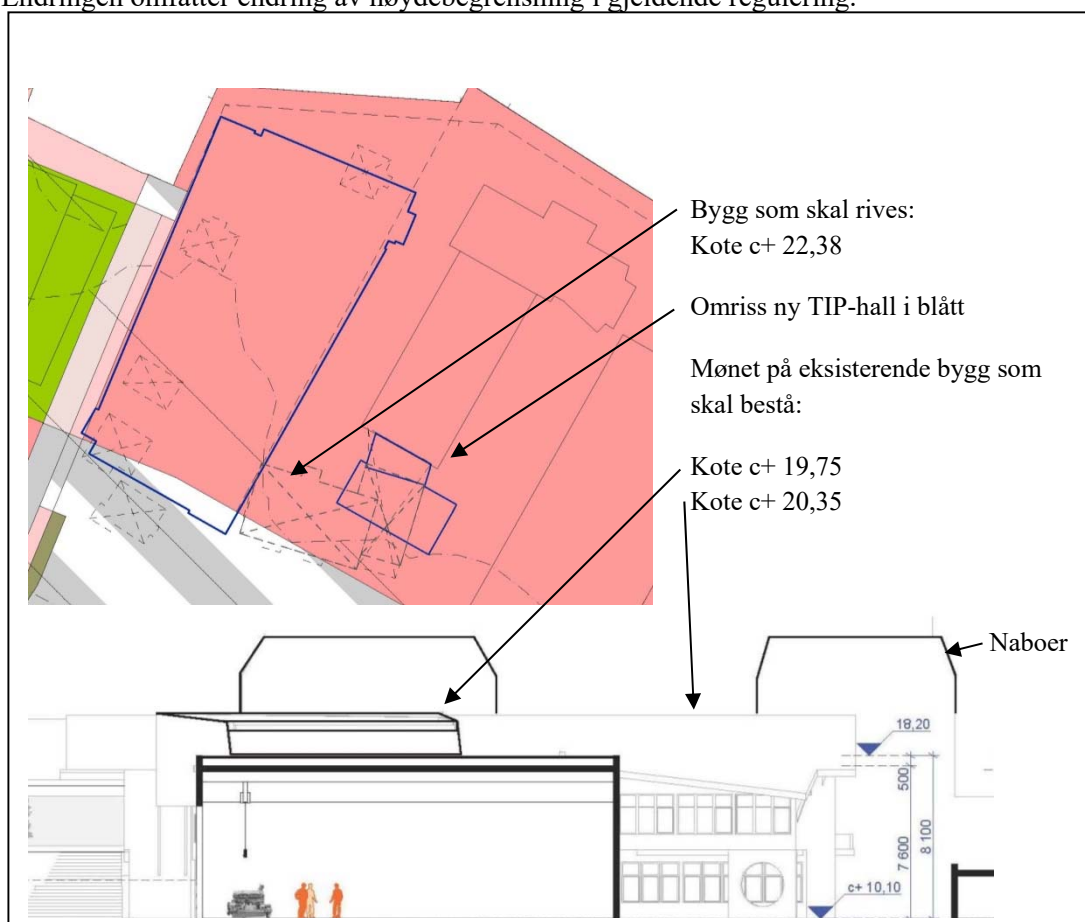 Endringen omfatter endring av høydebegrensning i gjeldende regulering.
Bygg som skal rives:
Kote c+ 22,38
Omriss ny TIP-hall i blått
Mønet på eksisterende bygg som
skal bestå:
Kote c+ 19,75
Kote c+ 20,35
Naboer
18,20
500
7 600
8 100
c+ 10,10